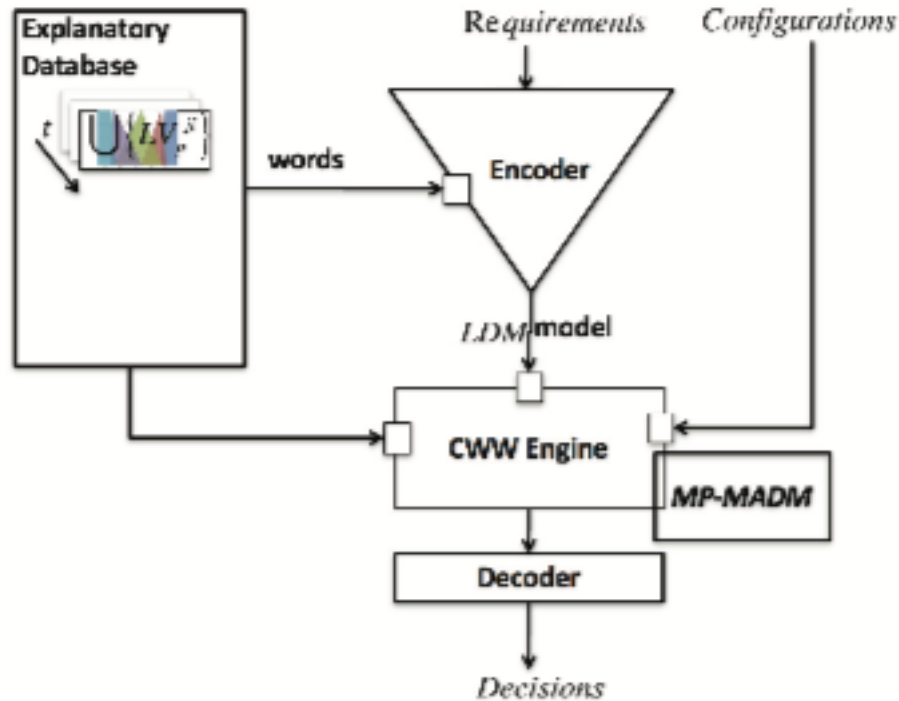 Explanatory
Database
Requirements
Configurations
t
words
Encoder
LDM model
CWW Engine
MP-MADM
Decoder
Decisions